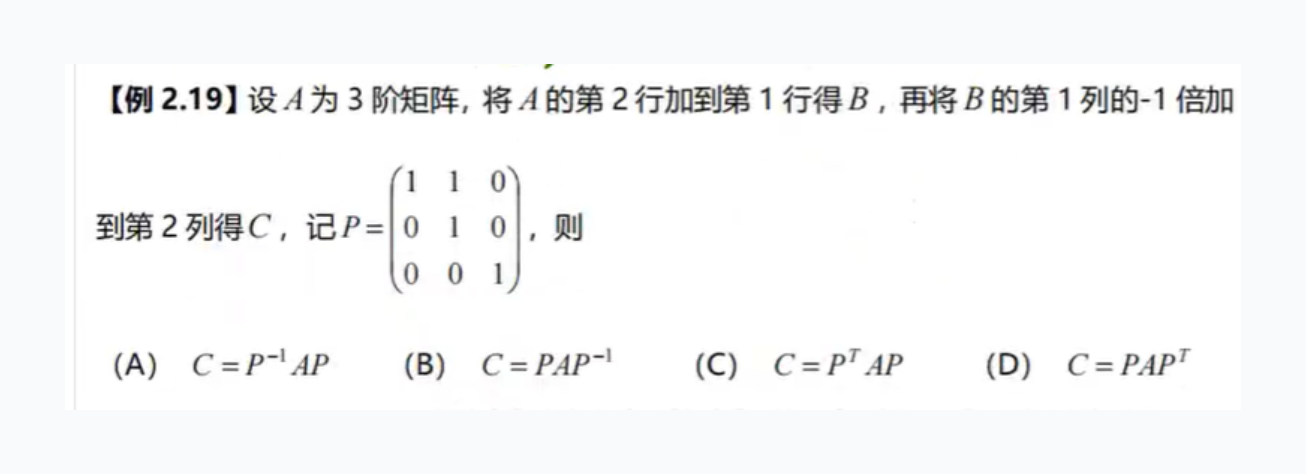 【例 2.19】设 A 为 3 阶矩阵, 将 A 的第 2 行加到第 1 行得 B , 再将 B 的第 1 列的-1 倍加
到第 2 列得 C , 记 P = \begin{pmatrix} 1 & 1 & 0 \\ 0 & 1 & 0 \\ 0 & 0 & 1 \end{pmatrix} , 则
(A) C = P^{-1} AP (B) C = PAP^{-1} (C) C = P^T AP (D) C = PAP^T